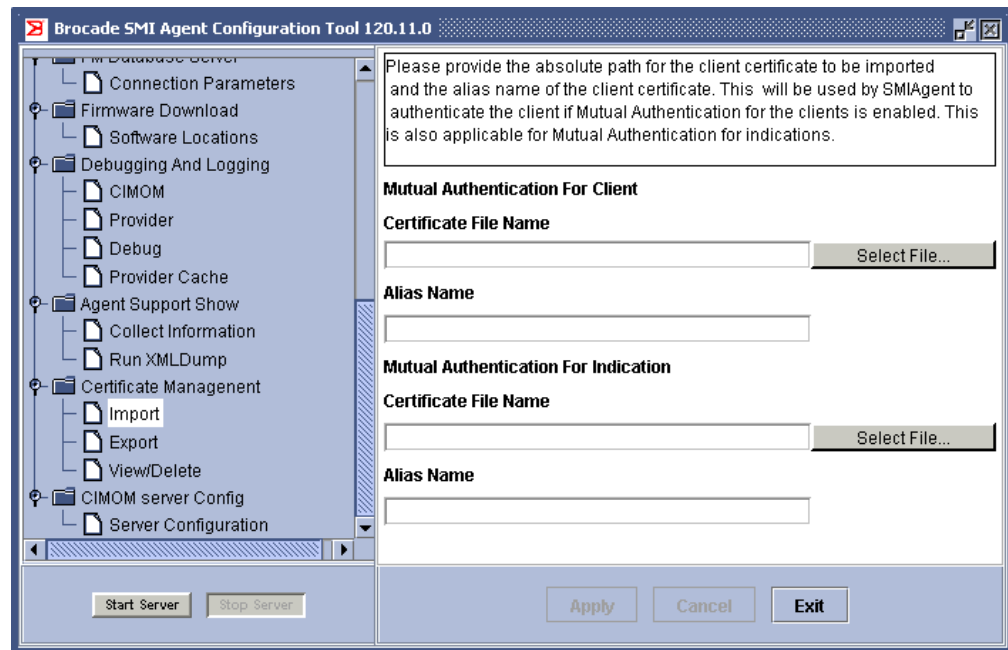 Brocade SMI Agent Configuration Tool 120.11.0
FM Database Server
Connection Parameters
Firmware Download
Software Locations
Debugging And Logging
CIMOM
Provider
Debug
Provider Cache
Agent Support Show
Collect Information
Run XMLDump
Certificate Managenent
Import
Export
View/Delete
CIMOM server Config
Server Configuration
Start Server
Stop Server
Please provide the absolute path for the client certificate to be imported
and the alias name of the client certificate. This will be used by SMIAgent to
authenticate the client if Mutual Authentication for the clients is enabled. This
is also applicable for Mutual Authentication for indications.
Mutual Authentication For Client
Certificate File Name
Select File...
Alias Name
Mutual Authentication For Indication
Certificate File Name
Select File...
Alias Name
Apply
Cancel
Exit